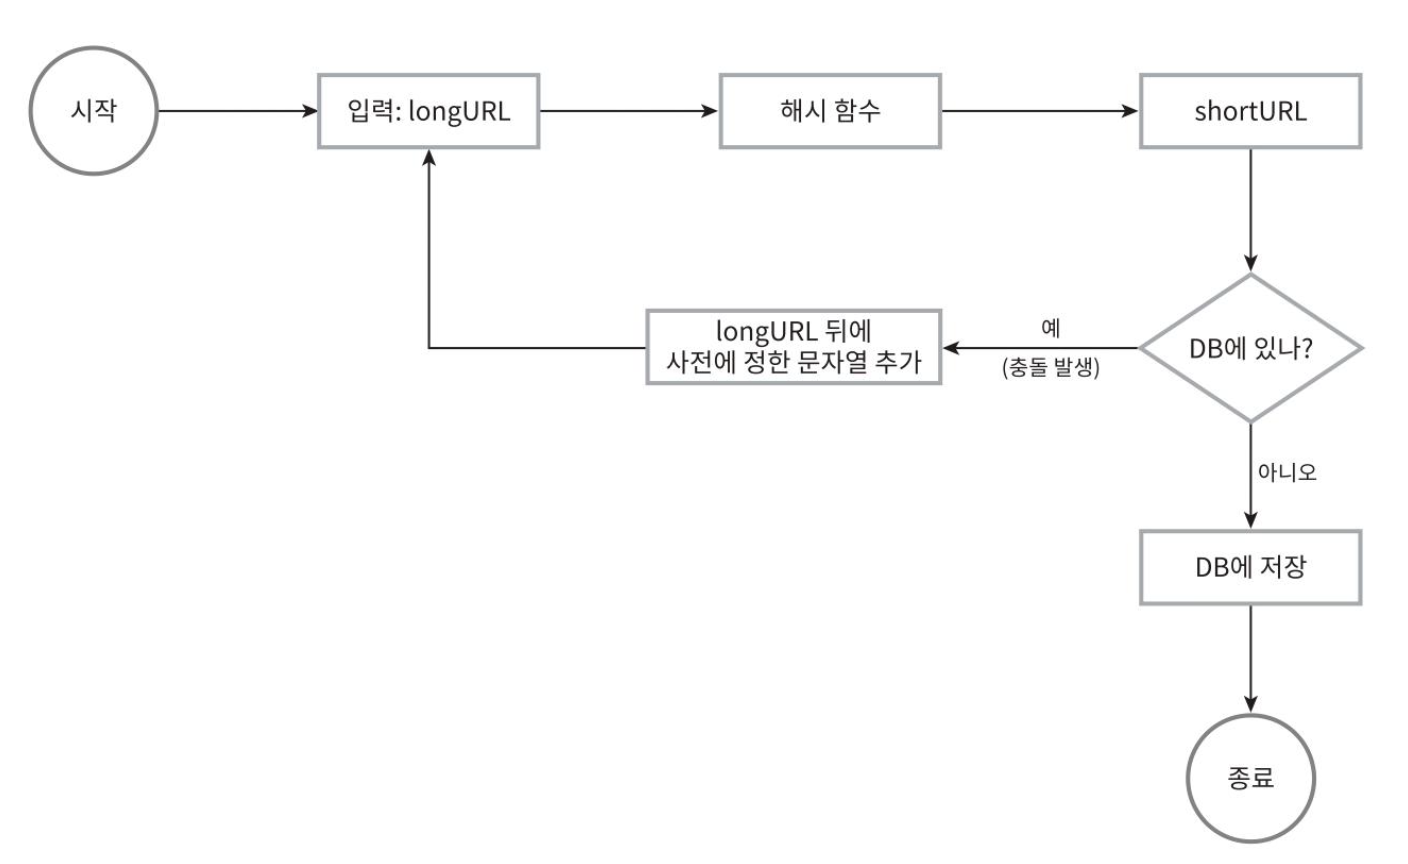 시작
입력: longURL
해시 함수
shortURL
longURL 뒤에
사전에 정한 문자열 추가
예
(충돌 발생)
DB에 있나?
아니오
DB에 저장
종료